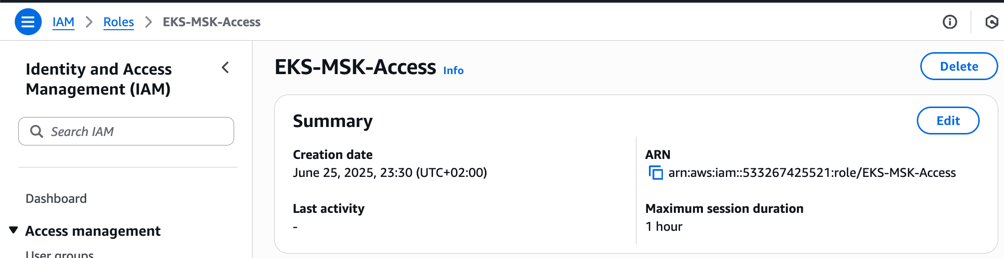 IAM > Roles > EKS-MSK-Access
Identity and Access
Management (IAM)
Search IAM
Dashboard
Access management
User groups
EKS-MSK-Access Info
Delete
Summary
Edit
Creation date
June 25, 2025, 23:30 (UTC+02:00)
Last activity
-
ARN
arn:aws:iam::533267425521:role/EKS-MSK-Access
Maximum session duration
1 hour